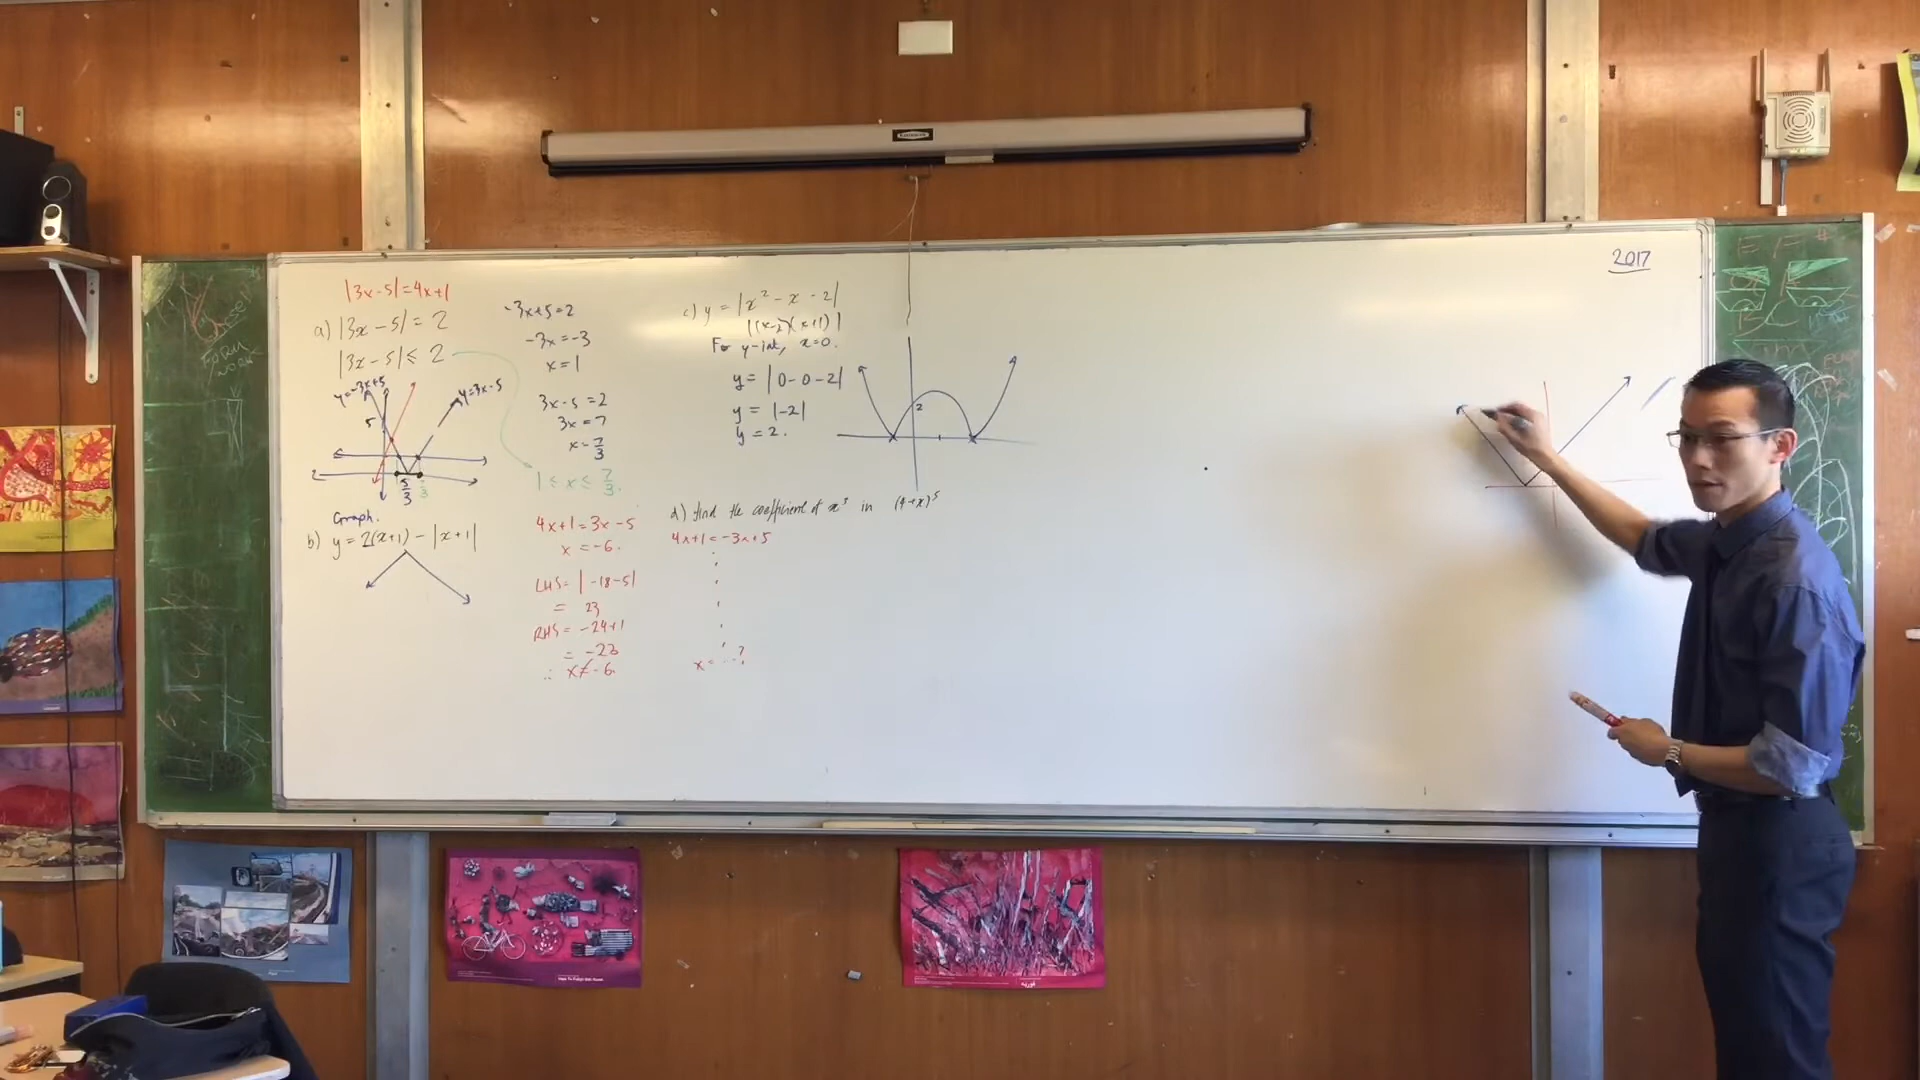 2017
|3x-5|=4x+1
a) |3x-5| = 2
|3x-5| ≤ 2
y=-3x+5
y=3x-5
5
2
5/3
7/3
Graph.
b) y = 2(x+1) - |x+1|
-3x+5=2
-3x=-3
x=1
3x-5=2
3x=7
x=7/3
1 ≤ x ≤ 7/3.
4x+1=3x-5
x=-6.
LHS= |-18-5|
= 23
RHS= -24+1
= -23
∴ x≠-6.
c) y = |x²-x-2|
|(x-2)(x+1)|
For y-int, x=0.
y= |0-0-2|
y= |-2|
y=2.
2
d) find the coefficient of x³ in (4+x)⁵
4x+1=-3x+5
x= ...?